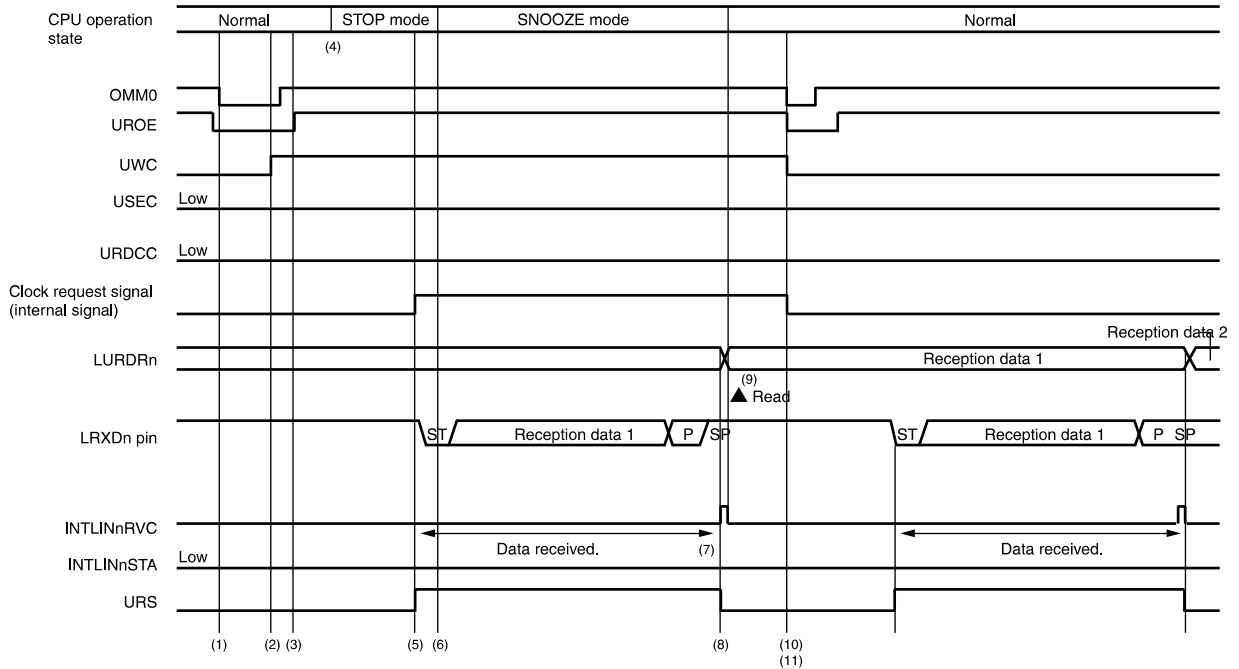 CPU operation
state
Normal STOP mode SNOOZE mode Normal
(4)
OMM0
UROE
UWC
USEC Low
URDCC Low
Clock request signal
(internal signal)
Reception data 2
LURDRn Reception data 1
(9)
▲ Read
LRXDn pin ST Reception data 1 P SP ST Reception data 1 P SP
INTLINnRVC
Data received. (7) Data received.
INTLINnSTA Low
URS
(1) (2) (3) (5) (6) (8) (10)
(11)